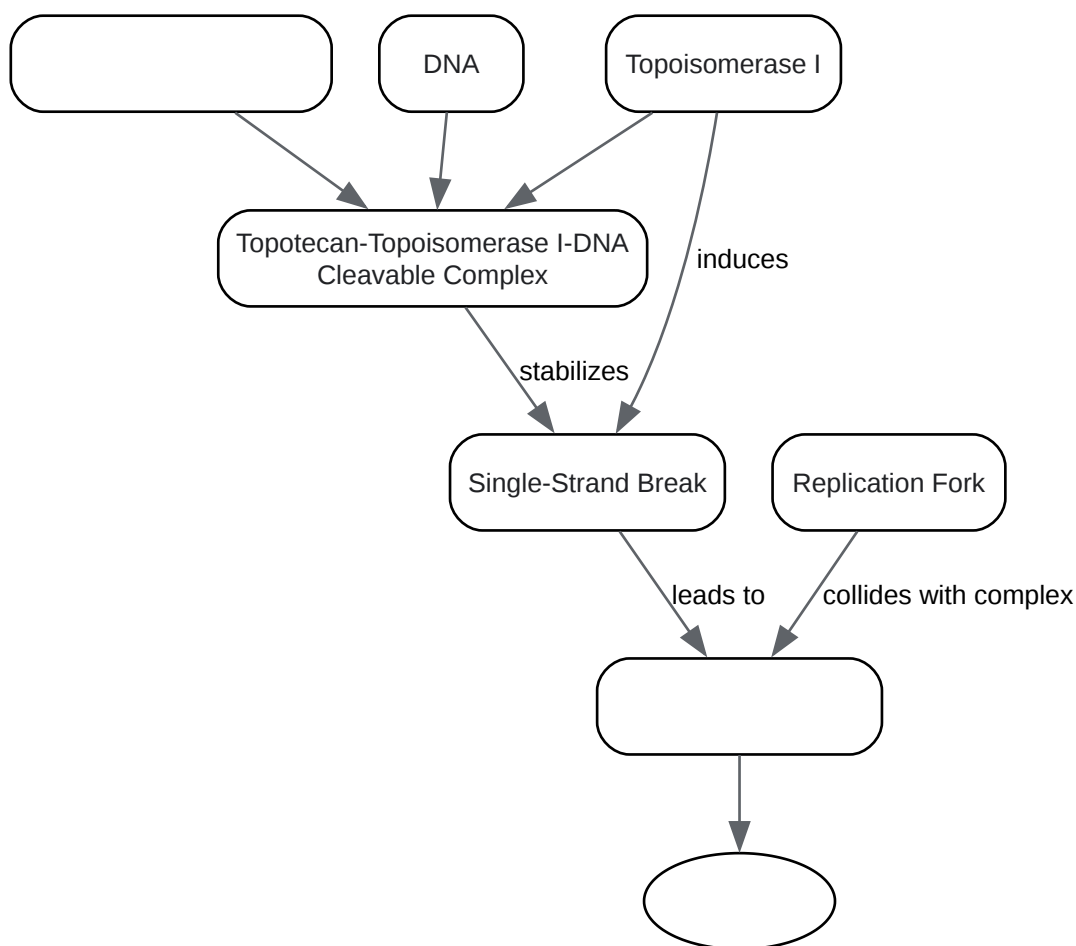 DNA
Topoisomerase I
Topotecan-Topoisomerase I-DNA
Cleavable Complex
induces
stabilizes
Single-Strand Break
Replication Fork
leads to
collides with complex